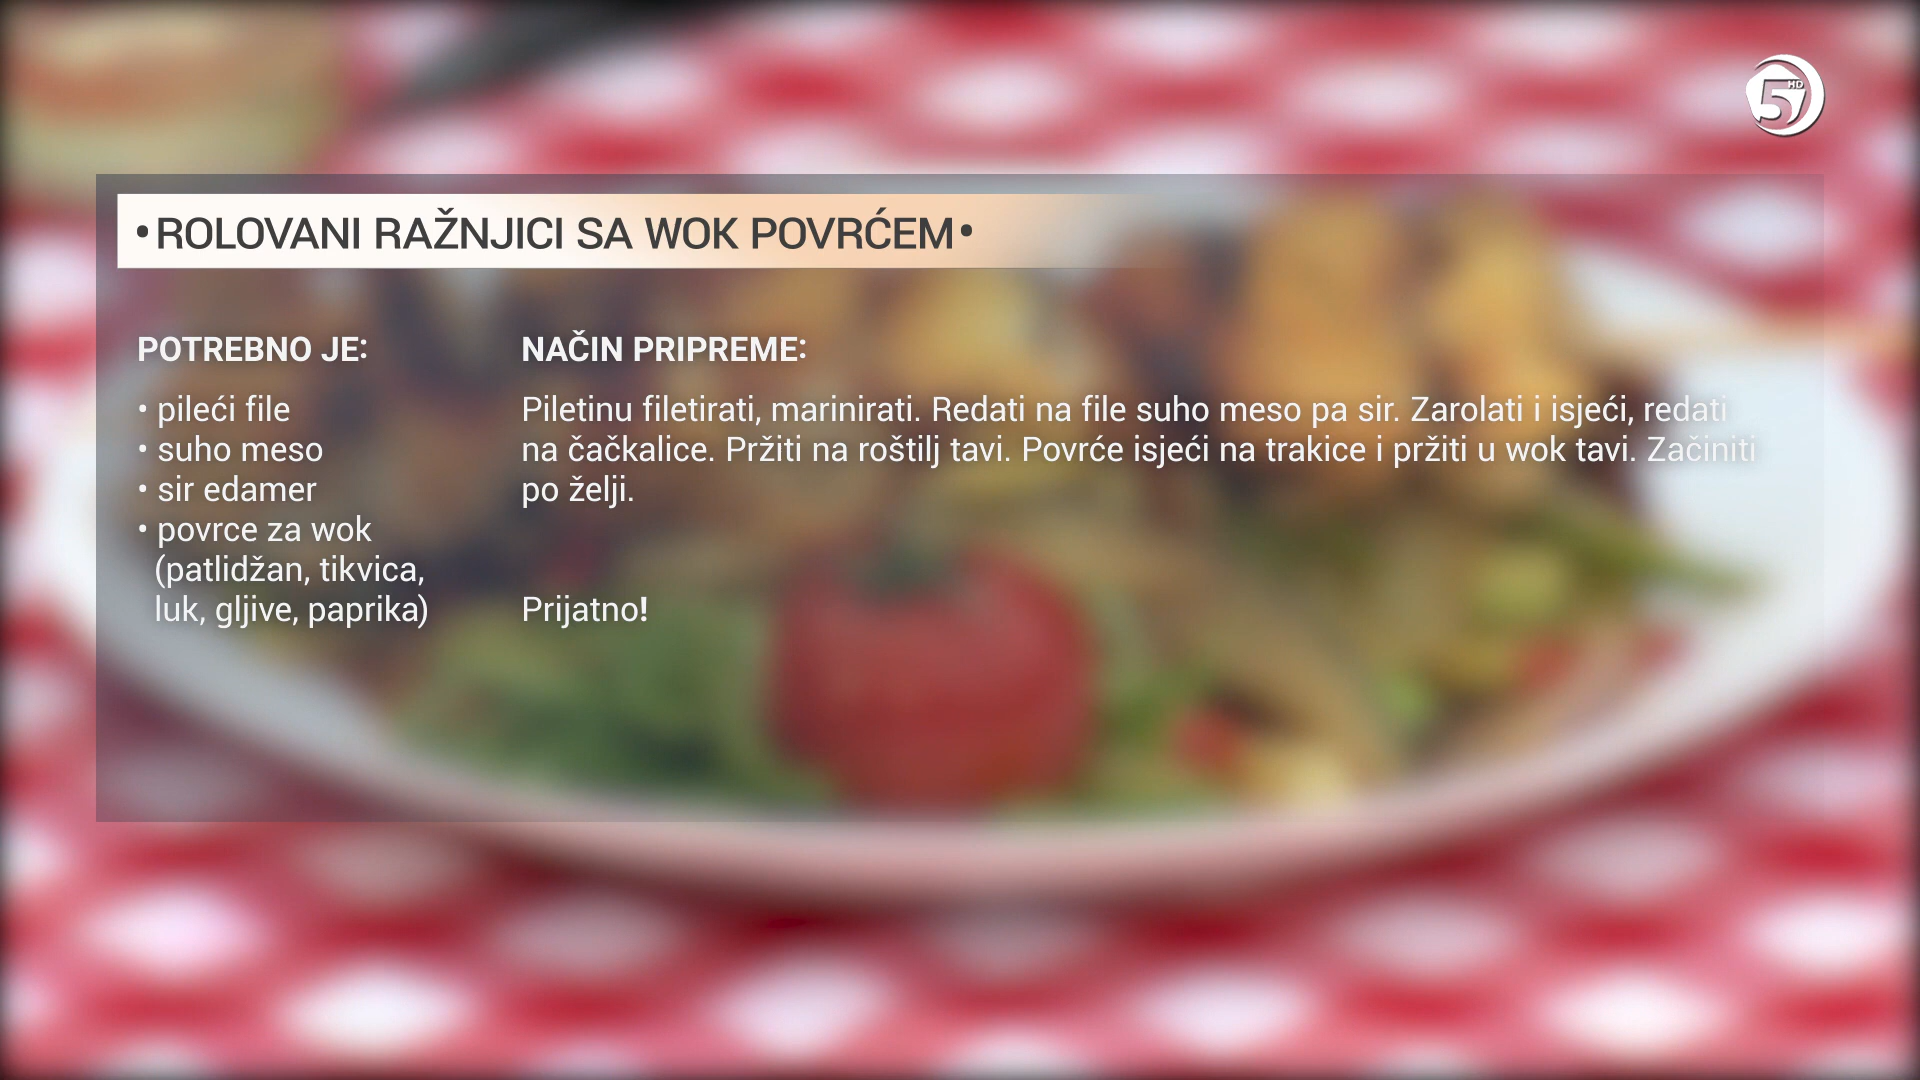 5 HD
•ROLOVANI RAŽNJICI SA WOK POVRĆEM•
POTREBNO JE:
• pileći file
• suho meso
• sir edamer
• povrce za wok
(patlidžan, tikvica,
luk, gljive, paprika)
NAČIN PRIPREME:
Piletinu filetirati, marinirati. Redati na file suho meso pa sir. Zarolati i isjeći, redati
na čačkalice. Pržiti na roštilj tavi. Povrće isjeći na trakice i pržiti u wok tavi. Začiniti
po želji.
Prijatno!